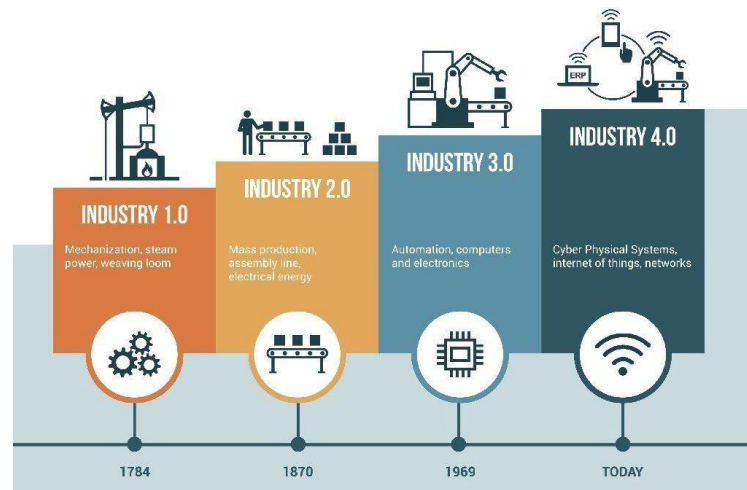 ERP
INDUSTRY 1.0
Mechanization, steam
power, weaving loom
INDUSTRY 2.0
Mass production,
assembly line,
electrical energy
INDUSTRY 3.0
Automation, computers
and electronics
INDUSTRY 4.0
Cyber Physical Systems,
internet of things, networks
1784
1870
1969
TODAY